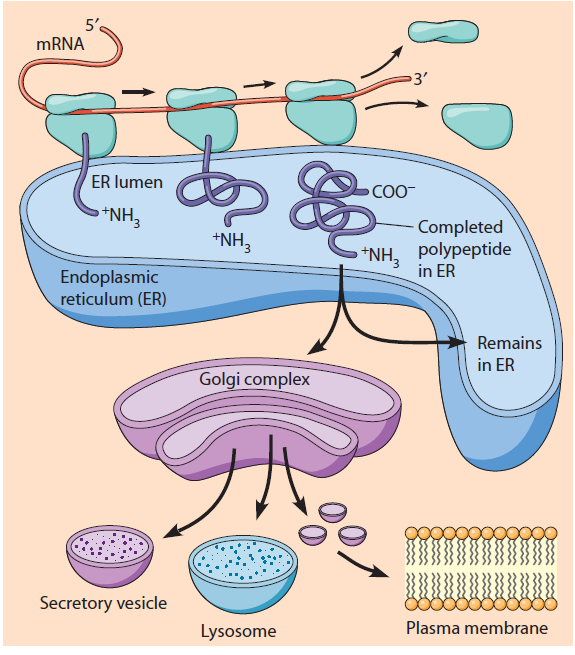 5′
mRNA
3′
ER lumen
⁺NH₃
⁺NH₃
COO⁻
⁺NH₃
Completed
polypeptide
in ER
Endoplasmic
reticulum (ER)
Remains
in ER
Golgi complex
Secretory vesicle
Lysosome
Plasma membrane